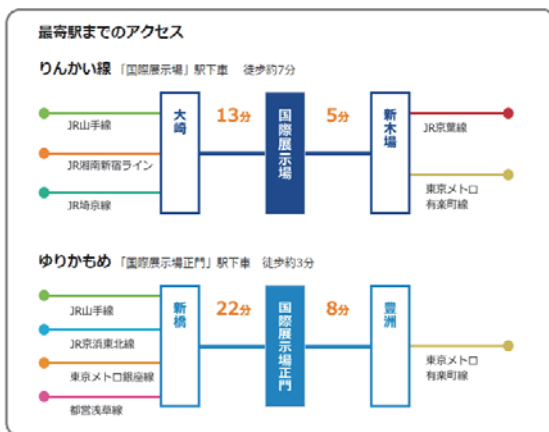 最寄駅までのアクセス
りんかい線 「国際展示場」駅下車 徒歩約7分
大崎
13分
国際展示場
5分
新木場
JR山手線
JR湘南新宿ライン
JR埼京線
JR京葉線
東京メトロ
有楽町線
ゆりかもめ 「国際展示場正門」駅下車 徒歩約3分
新橋
22分
国際展示場正門
8分
豊洲
JR山手線
JR京浜東北線
東京メトロ銀座線
都営浅草線
東京メトロ
有楽町線